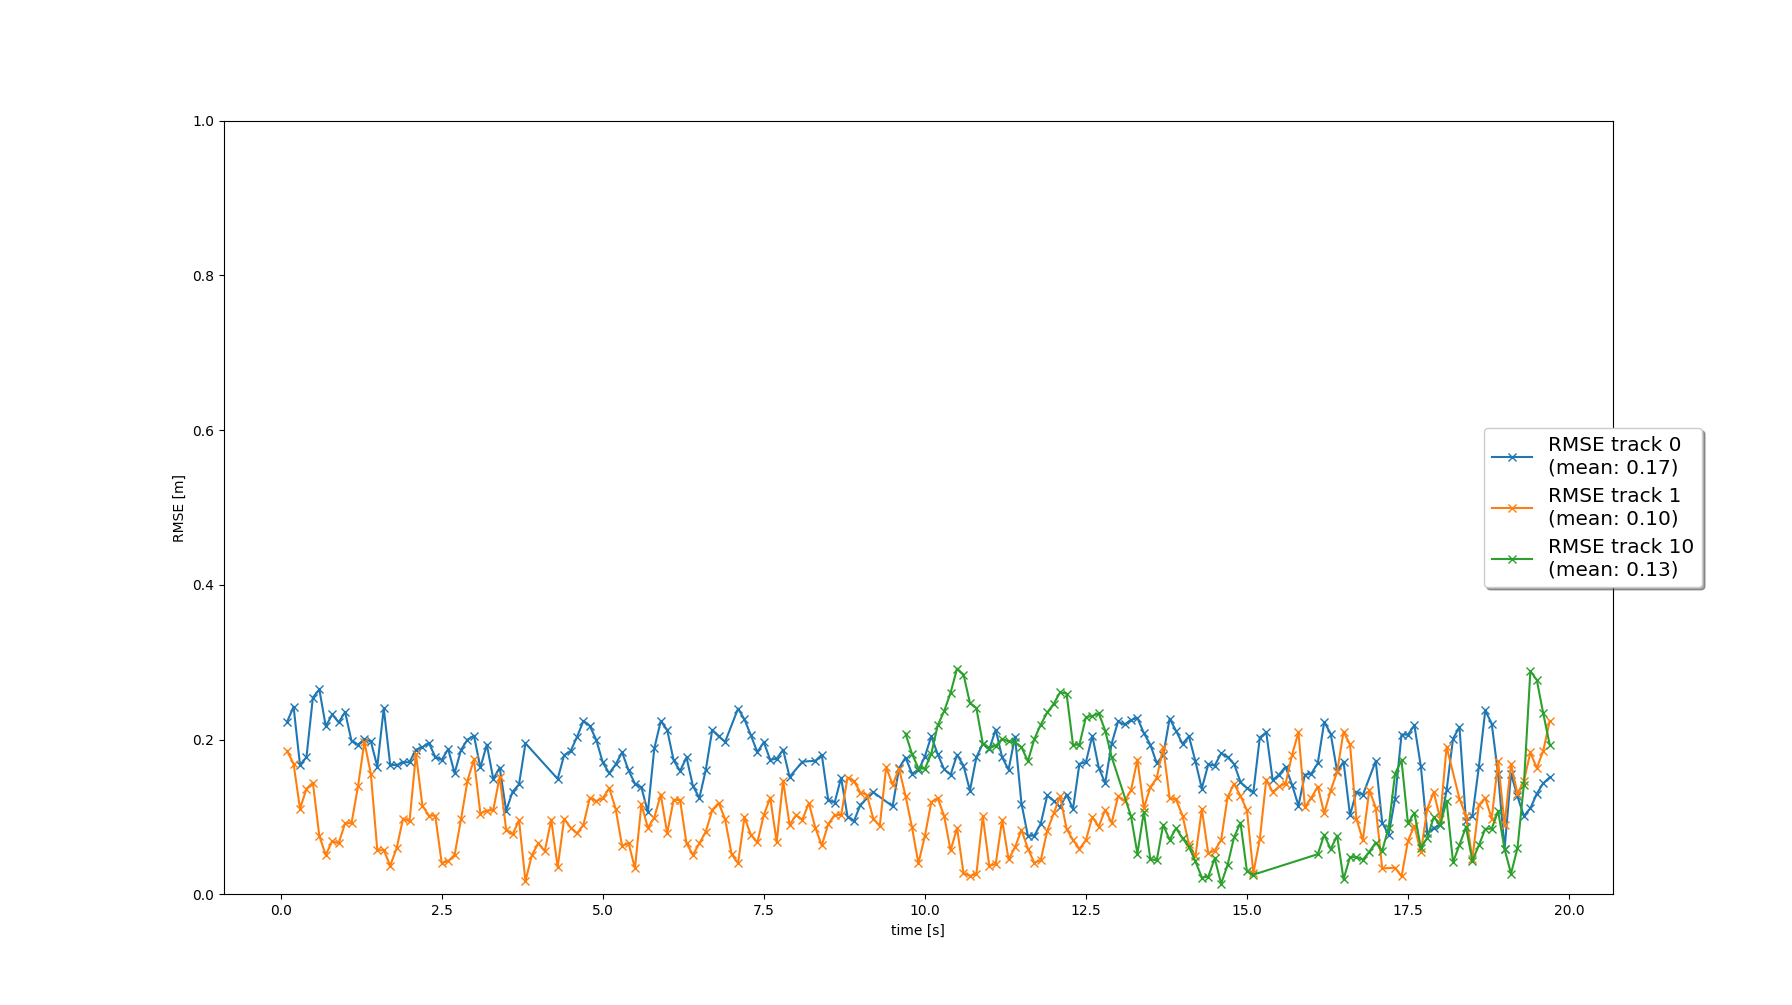 1.0
0.8
0.6
0.4
0.2
0.0
RMSE [m]
0.0 2.5 5.0 7.5 10.0 12.5 15.0 17.5 20.0
time [s]
RMSE track 0
(mean: 0.17)
RMSE track 1
(mean: 0.10)
RMSE track 10
(mean: 0.13)